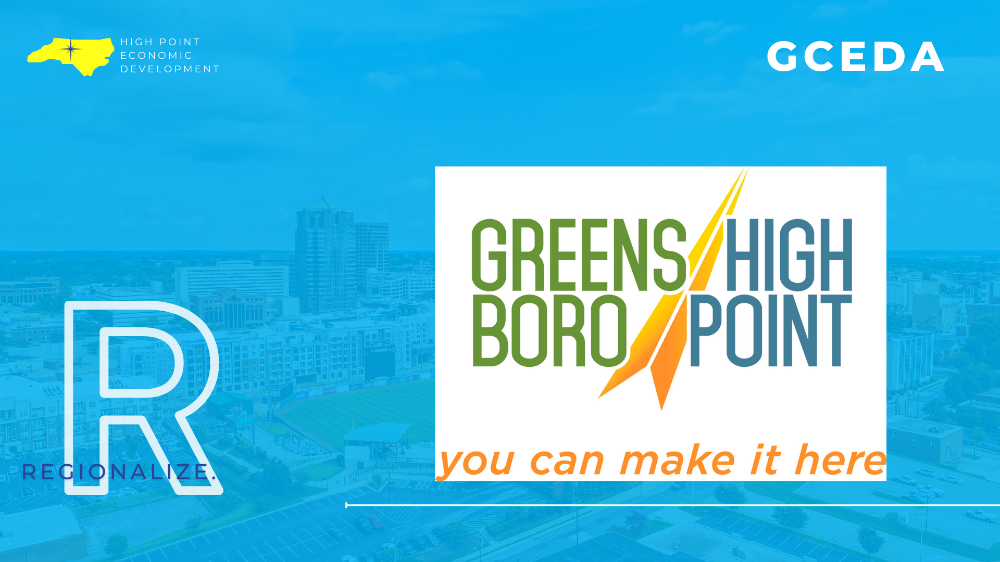 HIGH POINT
ECONOMIC
DEVELOPMENT
GCEDA
GREENS HIGH
BORO POINT
you can make it here
R
REGIONALIZE.